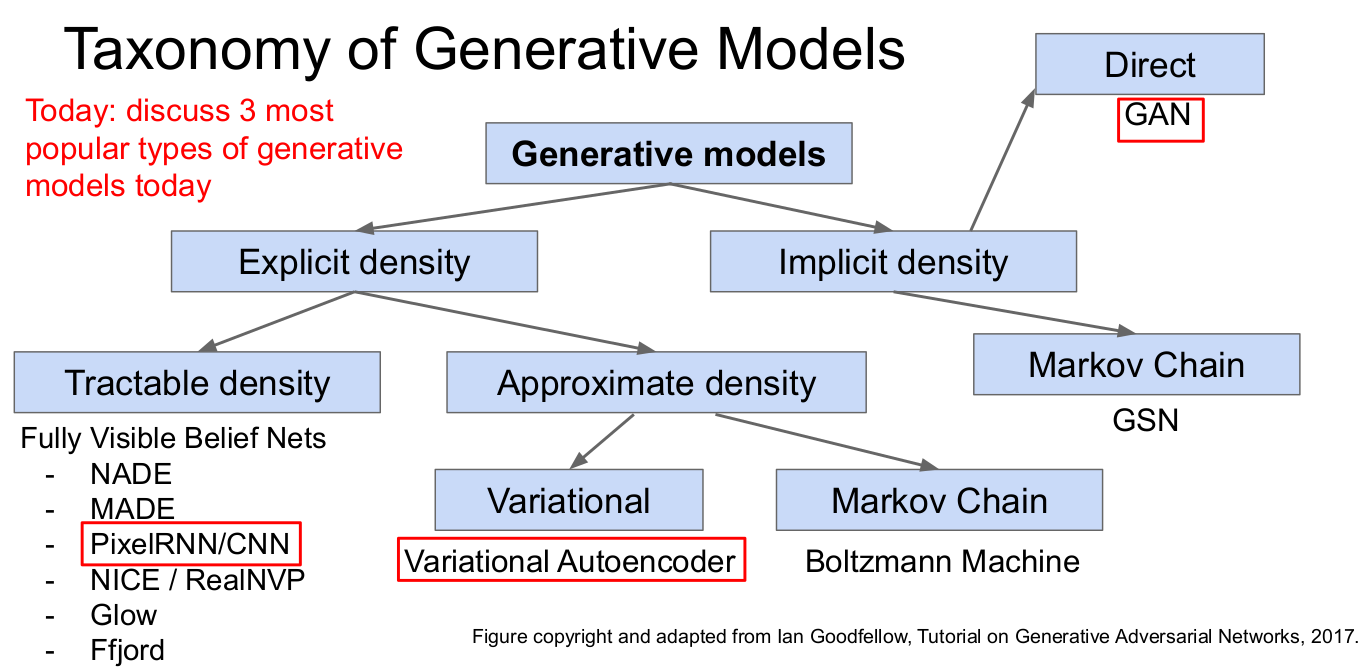 Taxonomy of Generative Models
Direct
GAN
Today: discuss 3 most
popular types of generative
models today
Generative models
Explicit density
Implicit density
Tractable density
Approximate density
Markov Chain
GSN
Fully Visible Belief Nets
- NADE
- MADE
- PixelRNN/CNN
- NICE / RealNVP
- Glow
- Ffjord
Variational
Markov Chain
Variational Autoencoder
Boltzmann Machine
Figure copyright and adapted from Ian Goodfellow, Tutorial on Generative Adversarial Networks, 2017.